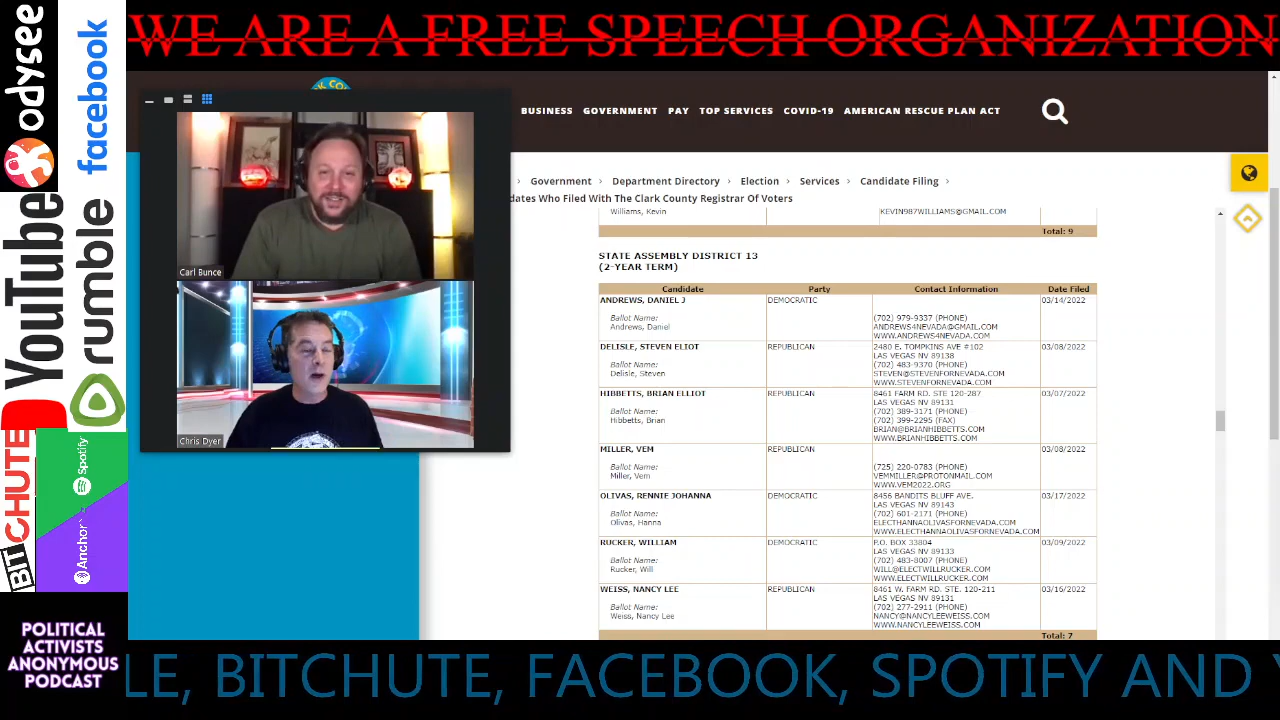 WE ARE A FREE SPEECH ORGANIZATION
odysee
facebook
YouTube
rumble
BITCHUTE
Spotify
Anchor
POLITICAL
ACTIVISTS
ANONYMOUS
PODCAST
BUSINESS GOVERNMENT PAY TOP SERVICES COVID-19 AMERICAN RESCUE PLAN ACT
Carl Bunce
Chris Dyer
› Government › Department Directory › Election › Services › Candidate Filing ›
dates Who Filed With The Clark County Registrar Of Voters
Williams, Kevin KEVIN987WILLIAMS@GMAIL.COM
Total: 9
STATE ASSEMBLY DISTRICT 13
(2-YEAR TERM)
Candidate Party Contact Information Date Filed
ANDREWS, DANIEL J DEMOCRATIC 03/14/2022
Ballot Name: (702) 979-9337 (PHONE)
Andrews, Daniel ANDREWS4NEVADA@GMAIL.COM
WWW.ANDREWS4NEVADA.COM
DELISLE, STEVEN ELIOT REPUBLICAN 2480 E. TOMPKINS AVE #102 03/08/2022
LAS VEGAS NV 89138
Ballot Name: (702) 483-9370 (PHONE)
Delisle, Steven STEVEN@STEVENFORNEVADA.COM
WWW.STEVENFORNEVADA.COM
HIBBETTS, BRIAN ELLIOT REPUBLICAN 8461 FARM RD. STE 120-287 03/07/2022
LAS VEGAS NV 89131
Ballot Name: (702) 389-3171 (PHONE)
Hibbetts, Brian (702) 399-2295 (FAX)
BRIAN@BRIANHIBBETTS.COM
WWW.BRIANHIBBETTS.COM
MILLER, VEM REPUBLICAN 03/08/2022
Ballot Name: (725) 220-0783 (PHONE)
Miller, Vem VEMMILLER@PROTONMAIL.COM
WWW.VEM2022.ORG
OLIVAS, RENNIE JOHANNA DEMOCRATIC 8456 BANDITS BLUFF AVE. 03/17/2022
LAS VEGAS NV 89143
Ballot Name: (702) 601-2171 (PHONE)
Olivas, Hanna ELECTHANNAOLIVASFORNEVADA.COM
WWW.ELECTHANNAOLIVASFORNEVADA.COM
RUCKER, WILLIAM DEMOCRATIC P.O. BOX 33804 03/09/2022
LAS VEGAS NV 89133
Ballot Name: (702) 483-8007 (PHONE)
Rucker, Will WILL@ELECTWILLRUCKER.COM
WWW.ELECTWILLRUCKER.COM
WEISS, NANCY LEE REPUBLICAN 8461 W. FARM RD. STE. 120-211 03/16/2022
LAS VEGAS NV 89131
Ballot Name: (702) 277-2911 (PHONE)
Weiss, Nancy Lee NANCY@NANCYLEEWEISS.COM
WWW.NANCYLEEWEISS.COM
Total: 7
LE, BITCHUTE, FACEBOOK, SPOTIFY AND